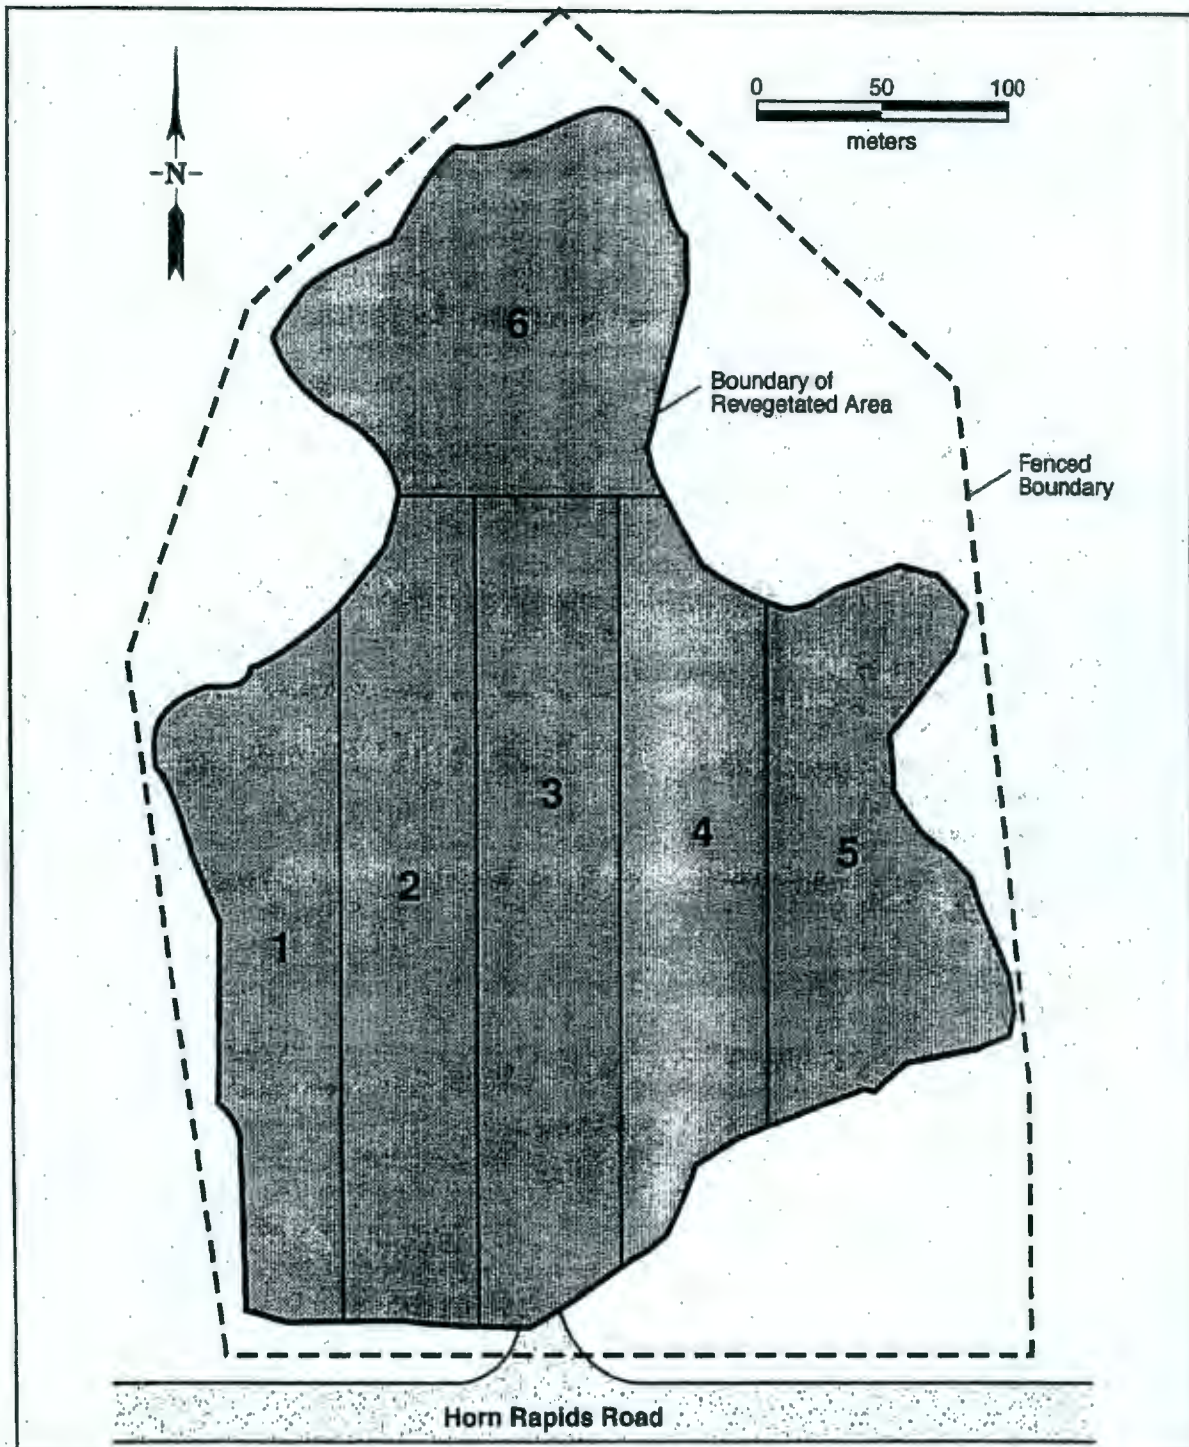 0 50 100
meters
-N-
6
Boundary of
Revegetated Area
Fenced
Boundary
3
4
5
2
1
Horn Rapids Road